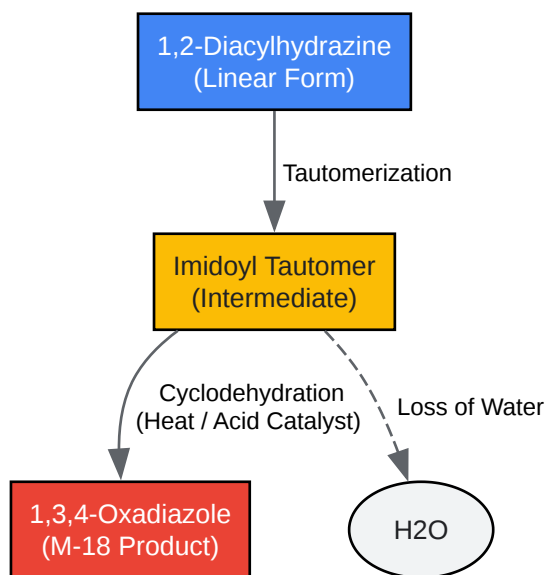 1,2-Diacylhydrazine
(Linear Form)
Tautomerization
Imidoyl Tautomer
(Intermediate)
Cyclodehydration
(Heat / Acid Catalyst)
Loss of Water
1,3,4-Oxadiazole
(M-18 Product)
H2O